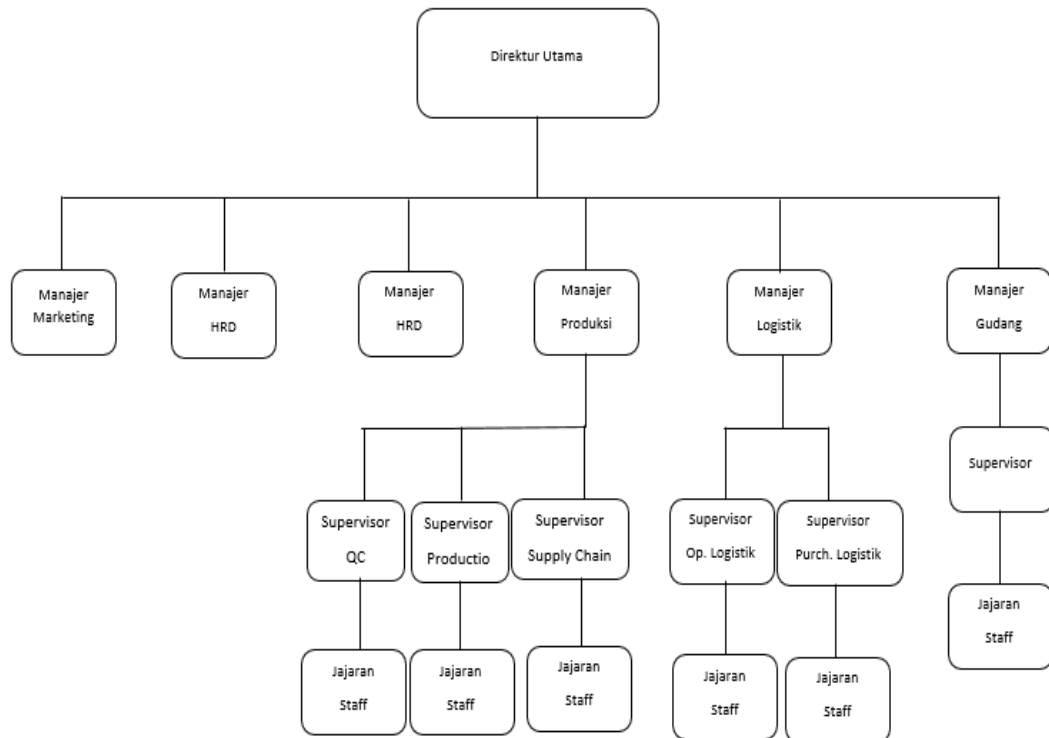 Direktur Utama
Manajer
Marketing
Manajer
HRD
Manajer
HRD
Manajer
Produksi
Manajer
Logistik
Manajer
Gudang
Supervisor
QC
Supervisor
Productio
Supervisor
Supply Chain
Supervisor
Op. Logistik
Supervisor
Purch. Logistik
Supervisor
Jajaran
Staff
Jajaran
Staff
Jajaran
Staff
Jajaran
Staff
Jajaran
Staff
Jajaran
Staff